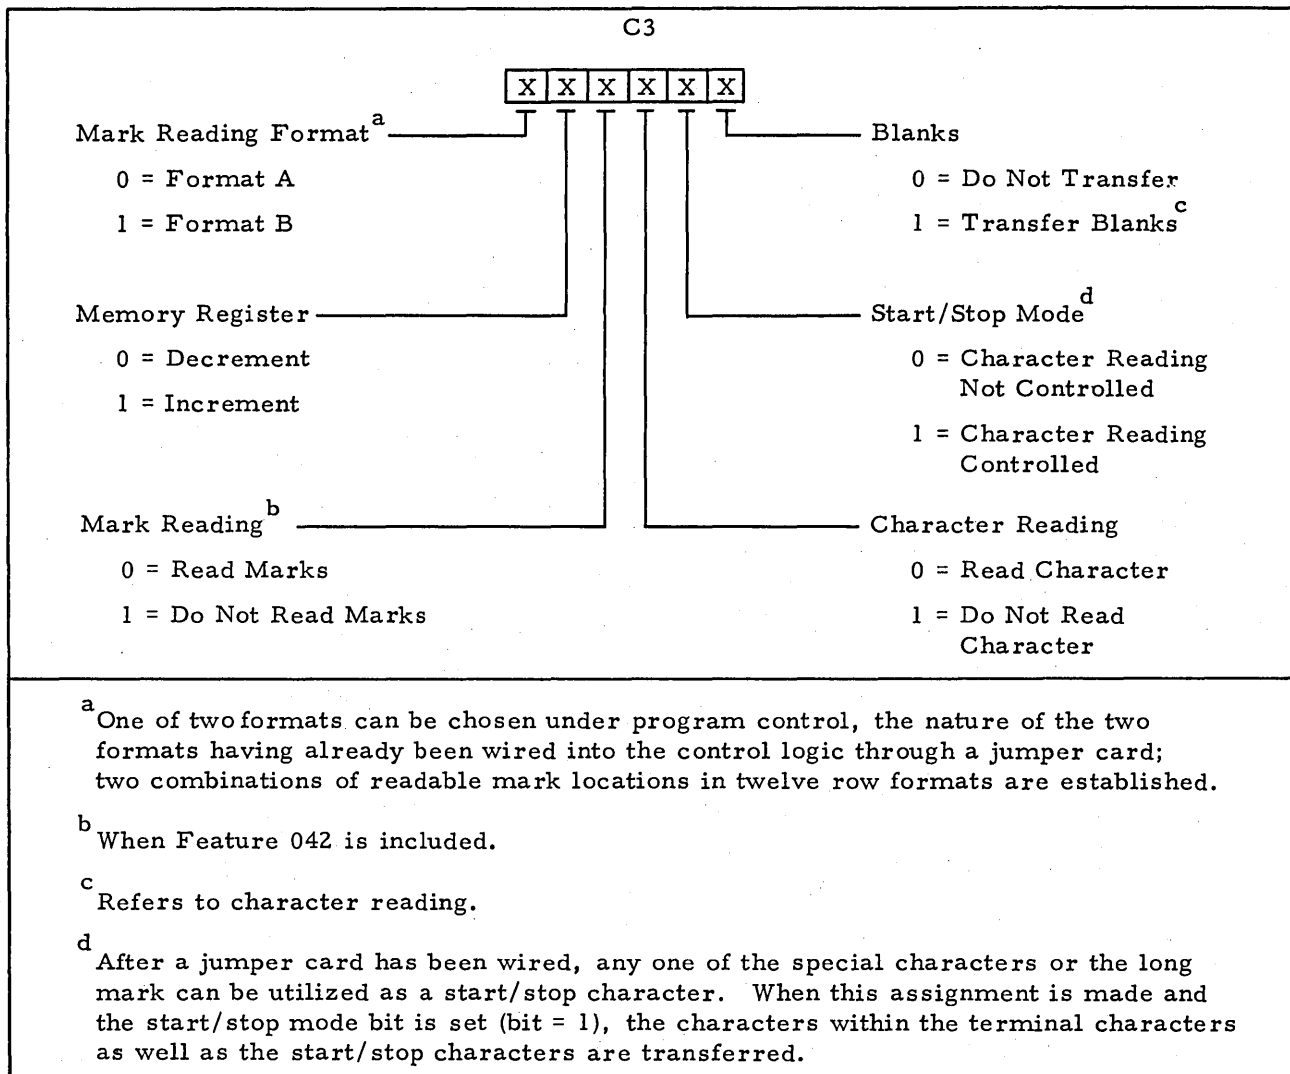 C3
X X X X X X
Mark Reading Format a
0 = Format A
1 = Format B
Memory Register
0 = Decrement
1 = Increment
Mark Reading b
0 = Read Marks
1 = Do Not Read Marks
Blanks
0 = Do Not Transfer
1 = Transfer Blanks c
Start/Stop Mode d
0 = Character Reading
Not Controlled
1 = Character Reading
Controlled
Character Reading
0 = Read Character
1 = Do Not Read
Character
a One of two formats can be chosen under program control, the nature of the two
formats having already been wired into the control logic through a jumper card;
two combinations of readable mark locations in twelve row formats are established.
b When Feature 042 is included.
c Refers to character reading.
d After a jumper card has been wired, any one of the special characters or the long
mark can be utilized as a start/stop character. When this assignment is made and
the start/stop mode bit is set (bit = 1), the characters within the terminal characters
as well as the start/stop characters are transferred.